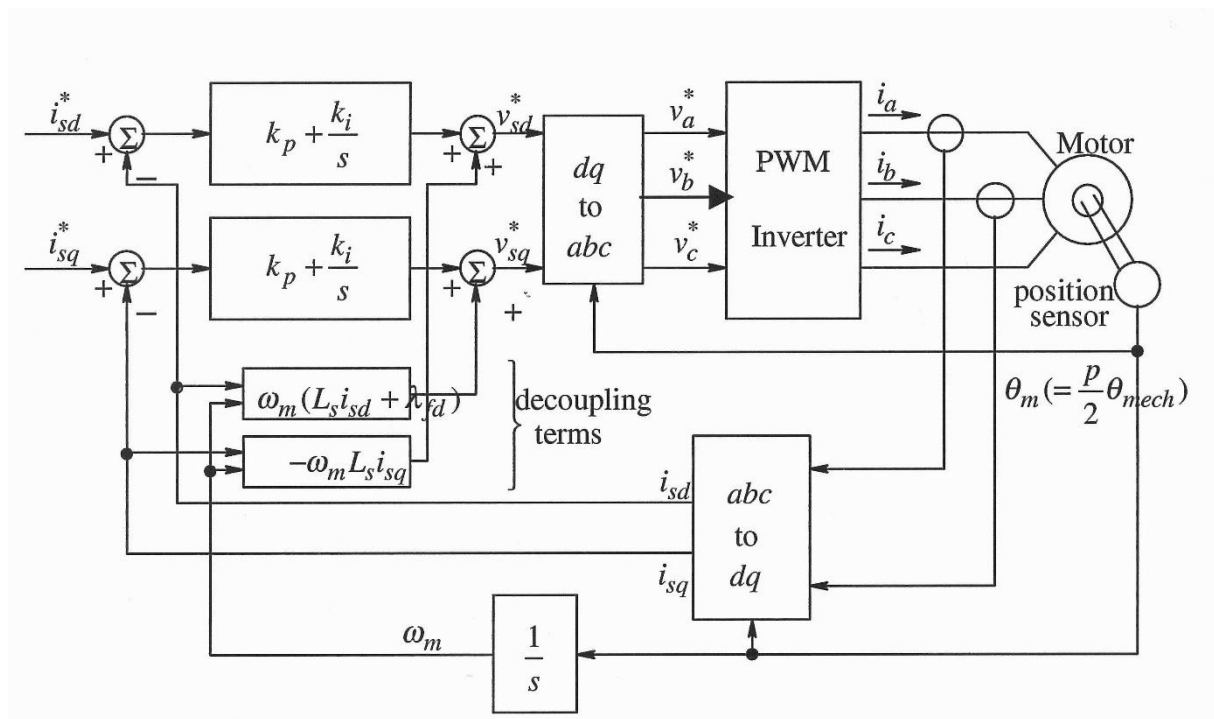 i*sd
+
−
Σ
kp + ki/s
Σ
+
+
v*sd
i*sq
+
−
Σ
kp + ki/s
Σ
+
+
v*sq
dq
to
abc
v*a
v*b
v*c
PWM
Inverter
ia
ib
ic
Motor
position
sensor
θm(=p/2 θmech)
ωm(Lsisd + λfd)
−ωmLsisq
decoupling
terms
isd
isq
abc
to
dq
ωm
1/s